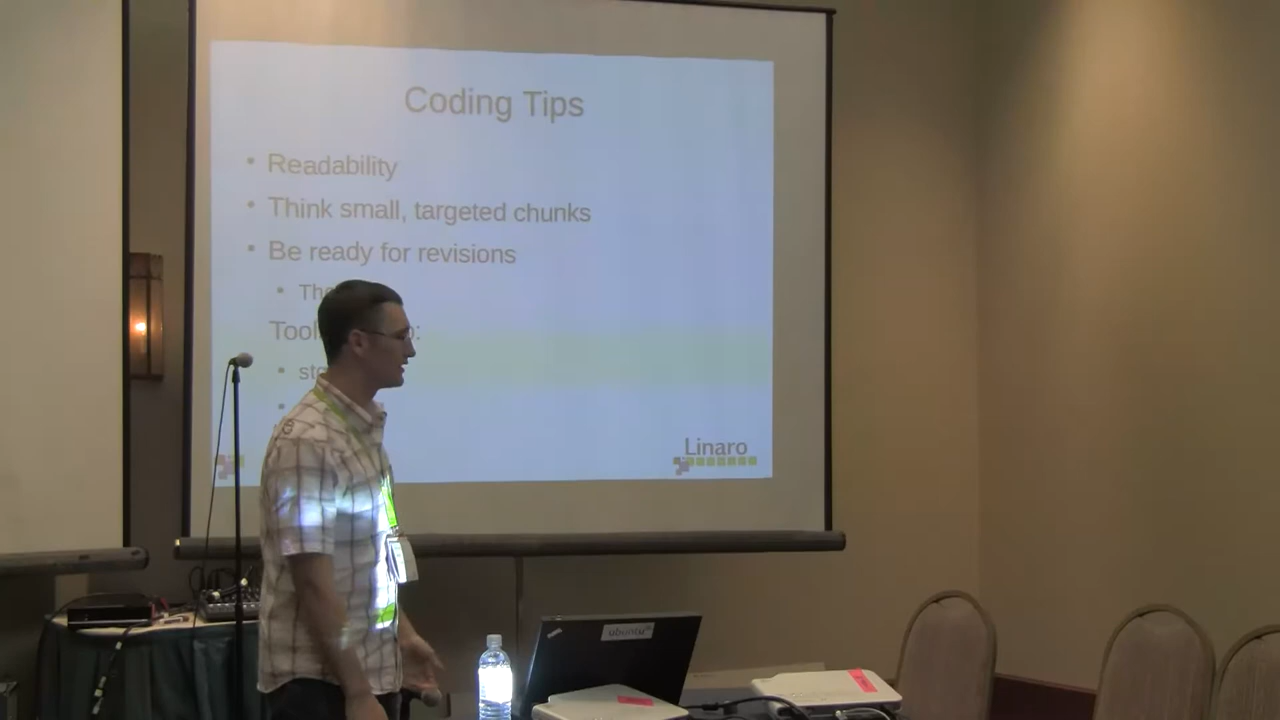 Coding Tips
• Readability
• Think small, targeted chunks
• Be ready for revisions
Linaro
ubuntu